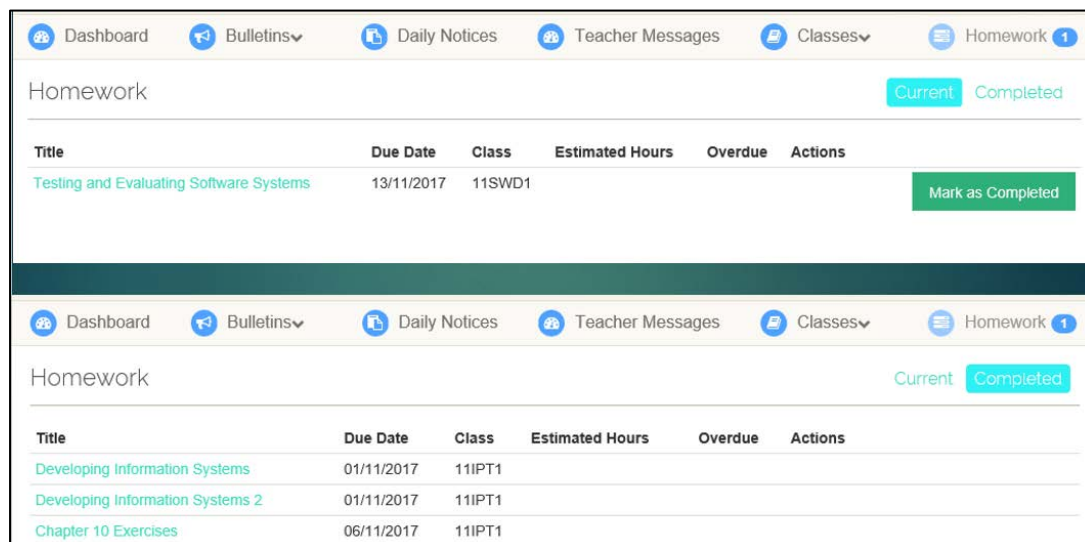 Dashboard Bulletins Daily Notices Teacher Messages Classes Homework 1
Homework Current Completed
Title Due Date Class Estimated Hours Overdue Actions
Testing and Evaluating Software Systems 13/11/2017 11SWD1 Mark as Completed
Dashboard Bulletins Daily Notices Teacher Messages Classes Homework 1
Homework Current Completed
Title Due Date Class Estimated Hours Overdue Actions
Developing Information Systems 01/11/2017 11IPT1
Developing Information Systems 2 01/11/2017 11IPT1
Chapter 10 Exercises 06/11/2017 11IPT1